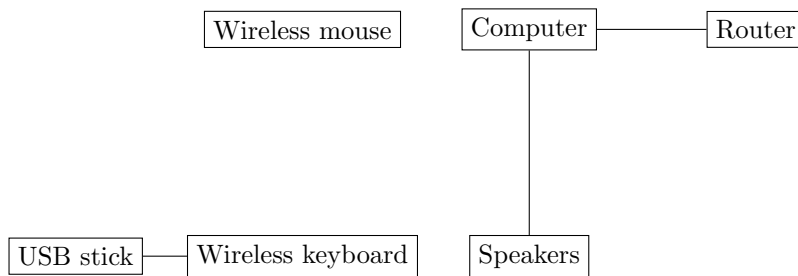 Wireless mouse
Computer
Router
USB stick
Wireless keyboard
Speakers